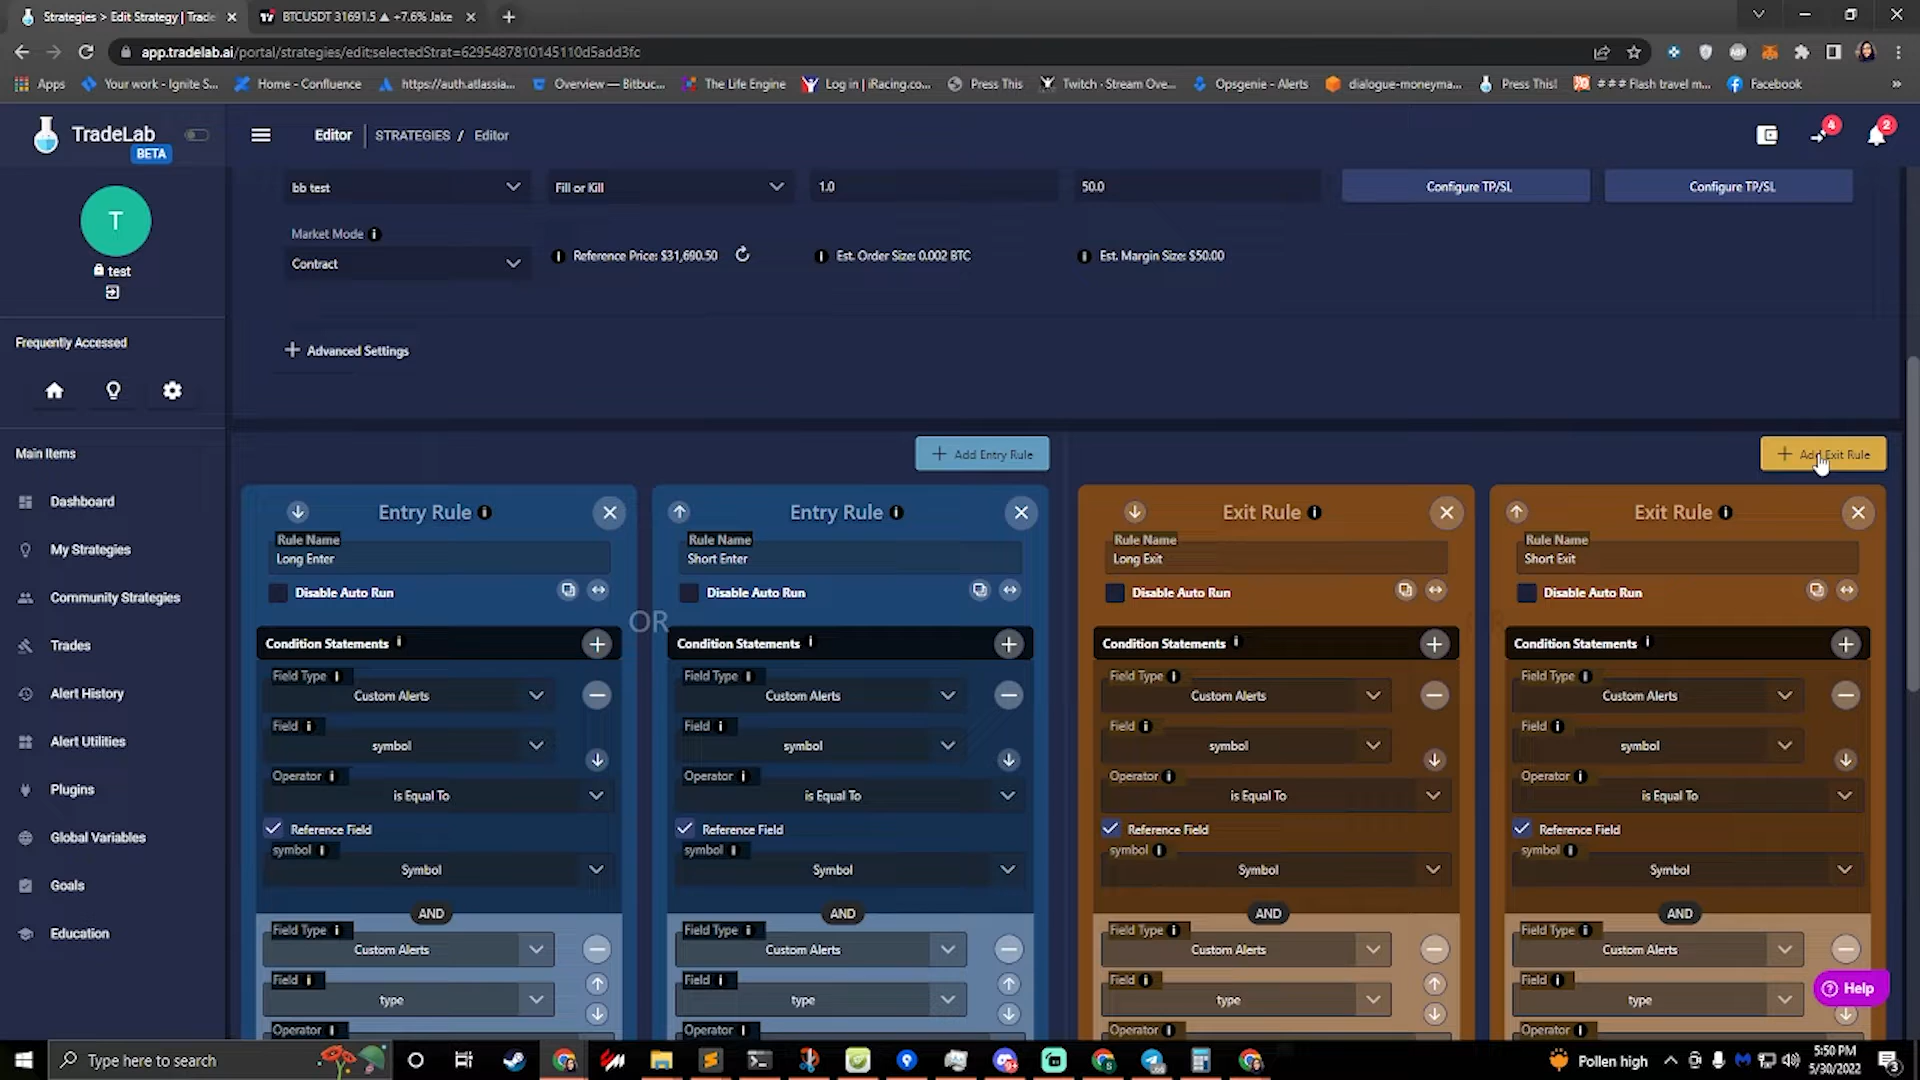 Strategies > Edit Strategy | Trade
BTCUSDT 31691.5 ▲ +7.6% Jake
app.tradelab.ai/portal/strategies/edit;selectedStrat=6295487810145110d5add3fc
Apps
Your work - Ignite S...
Home - Confluence
https://auth.atlassia...
Overview — Bitbuc...
The Life Engine
Log in | iRacing.co...
Press This
Twitch - Stream Ove...
Opsgenie - Alerts
dialogue-moneyma...
Press This!
# # # Flash travel m...
Facebook
»
TradeLab
BETA
Editor
STRATEGIES / Editor
4
2
T
test
bb test
Fill or Kill
1.0
50.0
Configure TP/SL
Configure TP/SL
Market Mode
Contract
Reference Price: $31,690.50
Est. Order Size: 0.002 BTC
Est. Margin Size: $50.00
+ Advanced Settings
Frequently Accessed
Main Items
Dashboard
My Strategies
Community Strategies
Trades
Alert History
Alert Utilities
Plugins
Global Variables
Goals
Education
+ Add Entry Rule
+ Add Exit Rule
Entry Rule
Rule Name
Long Enter
Disable Auto Run
Condition Statements
Field Type
Custom Alerts
Field
symbol
Operator
is Equal To
Reference Field
symbol
Symbol
AND
Field Type
Custom Alerts
Field
type
Operator
OR
Entry Rule
Rule Name
Short Enter
Disable Auto Run
Condition Statements
Field Type
Custom Alerts
Field
symbol
Operator
is Equal To
Reference Field
symbol
Symbol
AND
Field Type
Custom Alerts
Field
type
Operator
Exit Rule
Rule Name
Long Exit
Disable Auto Run
Condition Statements
Field Type
Custom Alerts
Field
symbol
Operator
is Equal To
Reference Field
symbol
Symbol
AND
Field Type
Custom Alerts
Field
type
Operator
Exit Rule
Rule Name
Short Exit
Disable Auto Run
Condition Statements
Field Type
Custom Alerts
Field
symbol
Operator
is Equal To
Reference Field
symbol
Symbol
AND
Field Type
Custom Alerts
Field
type
Operator
Help
Type here to search
Pollen high
5:50 PM
5/30/2022
3